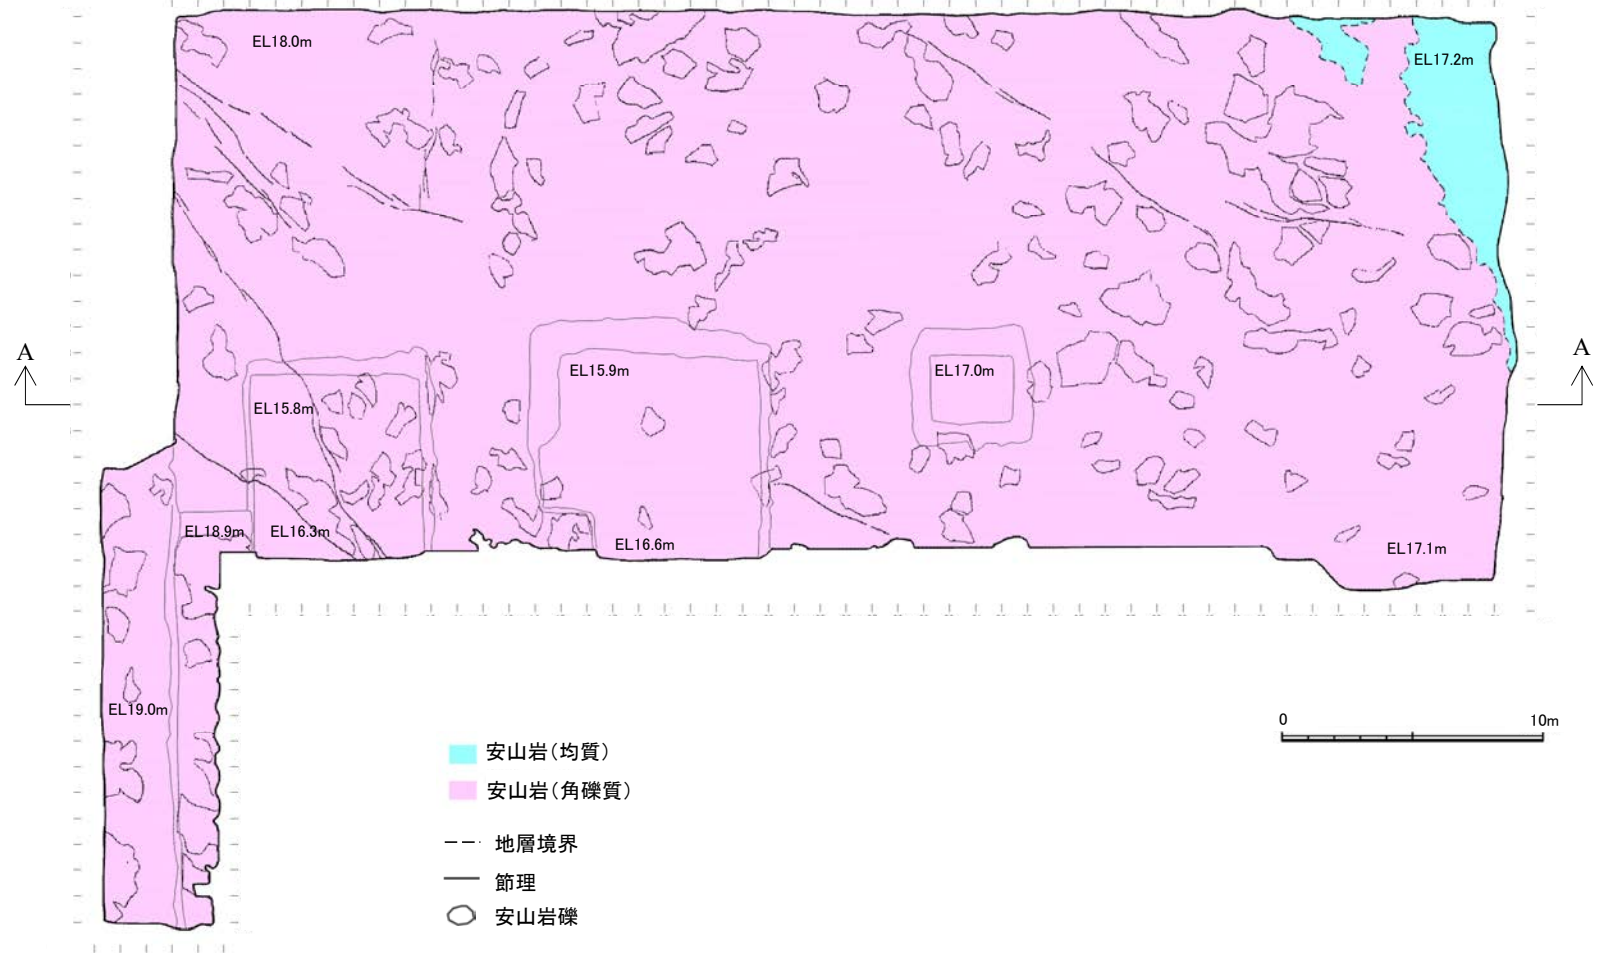 EL18.0m
EL17.2m
A
A
EL15.9m
EL17.0m
EL15.8m
EL18.9m
EL16.3m
EL16.6m
EL17.1m
EL19.0m
0 10m
安山岩(均質)
安山岩(角礫質)
地層境界
節理
安山岩礫